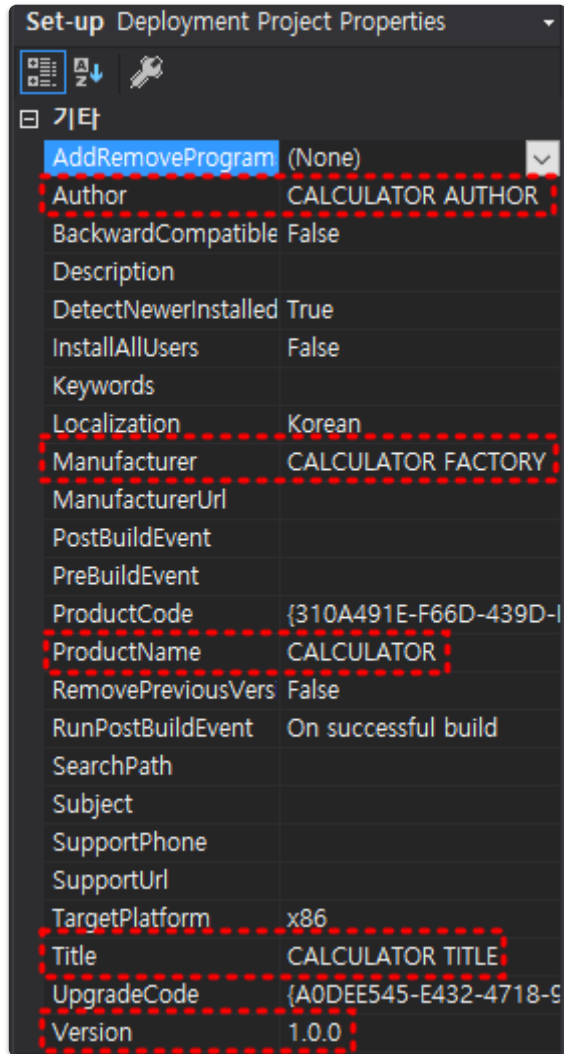 Set-up Deployment Project Properties
기타
AddRemoveProgram (None)
Author CALCULATOR AUTHOR
BackwardCompatible False
Description
DetectNewerInstalled True
InstallAllUsers False
Keywords
Localization Korean
Manufacturer CALCULATOR FACTORY
ManufacturerUrl
PostBuildEvent
PreBuildEvent
ProductCode {310A491E-F66D-439D-
ProductName CALCULATOR
RemovePreviousVers False
RunPostBuildEvent On successful build
SearchPath
Subject
SupportPhone
SupportUrl
TargetPlatform x86
Title CALCULATOR TITLE
UpgradeCode {A0DEE545-E432-4718-9
Version 1.0.0